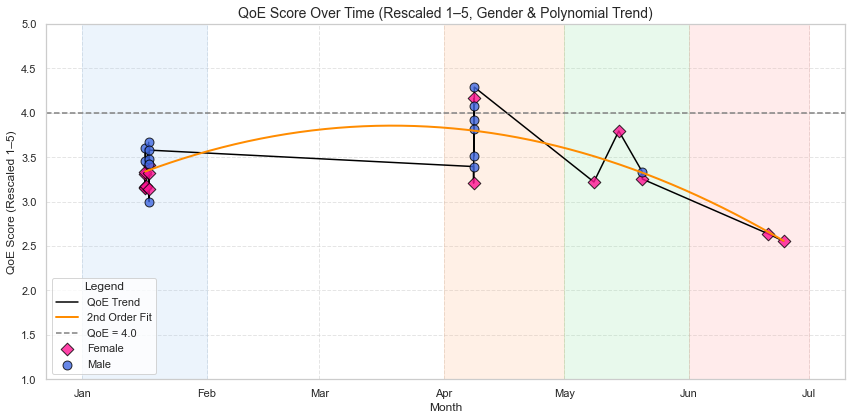 QoE Score Over Time (Rescaled 1–5, Gender & Polynomial Trend)
QoE Score (Rescaled 1–5)
5.0
4.5
4.0
3.5
3.0
2.5
2.0
1.5
1.0
Legend
QoE Trend
2nd Order Fit
QoE = 4.0
Female
Male
Jan Feb Mar Apr May Jun Jul
Month